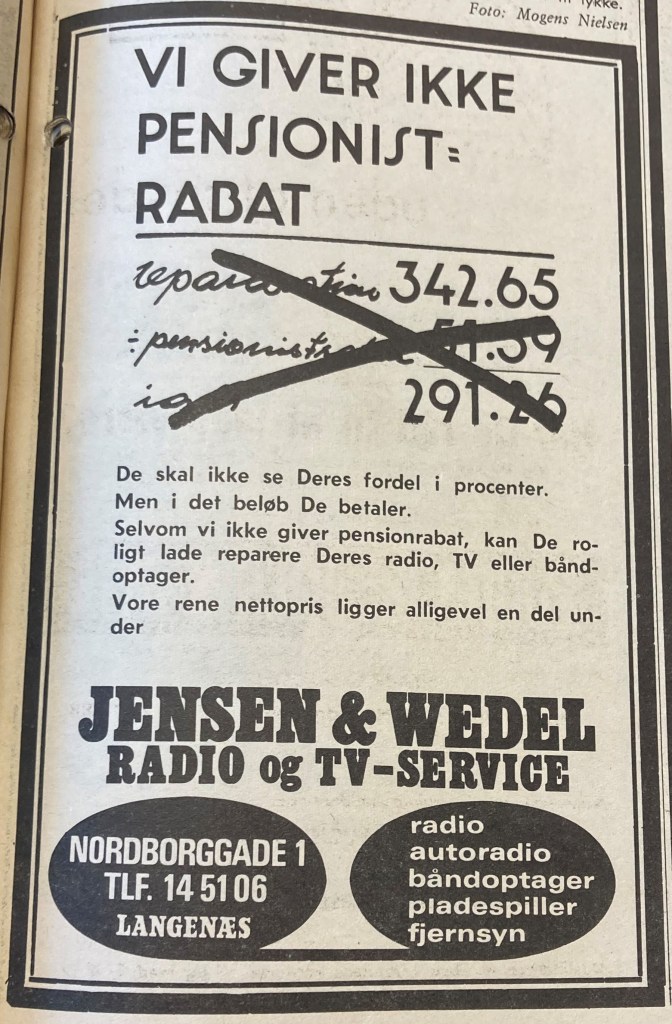 lykke.
Foto: Mogens Nielsen
VI GIVER IKKE
PENSIONIST=
RABAT
342.65
51.39
291.26
De skal ikke se Deres fordel i procenter.
Men i det beløb De betaler.
Selvom vi ikke giver pensionrabat, kan De ro-
ligt lade reparere Deres radio, TV eller bånd-
optager.
Vore rene nettopris ligger alligevel en del un-
der
JENSEN & WEDEL
RADIO og TV-SERVICE
NORDBORGGADE 1
TLF. 14 51 06
LANGENÆS
radio
autoradio
båndoptager
pladespiller
fjernsyn